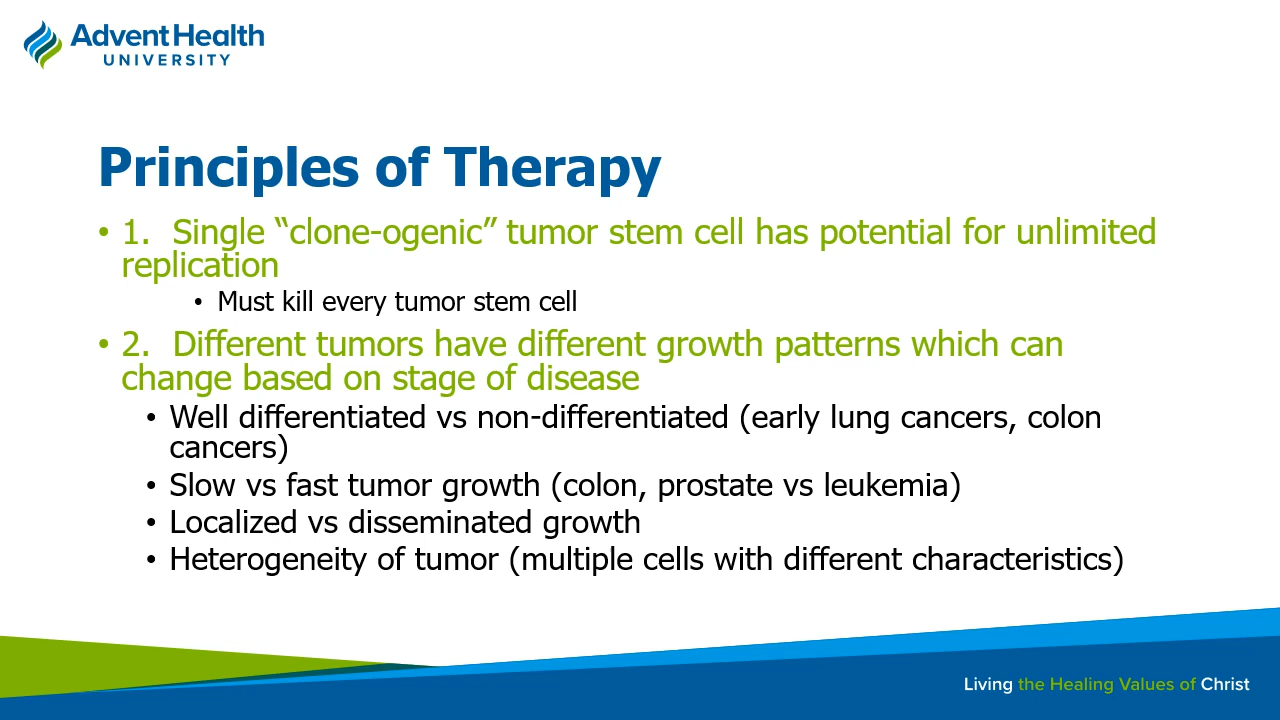 AdventHealth
UNIVERSITY
Principles of Therapy
• 1.  Single “clone-ogenic” tumor stem cell has potential for unlimited
replication
• Must kill every tumor stem cell
• 2.  Different tumors have different growth patterns which can
change based on stage of disease
• Well differentiated vs non-differentiated (early lung cancers, colon
cancers)
• Slow vs fast tumor growth (colon, prostate vs leukemia)
• Localized vs disseminated growth
• Heterogeneity of tumor (multiple cells with different characteristics)
Living the Healing Values of Christ